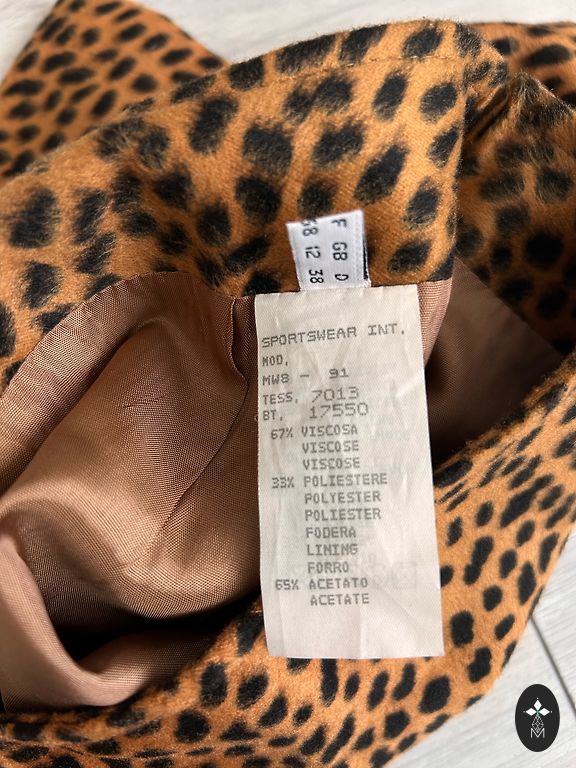 F GB D
38 12 38
SPORTSWEAR INT.
MOD.
MW8 - 91
TESS. 7013
BT. 17550
67% VISCOSA
VISCOSE
VISCOSE
33% POLIESTERE
POLYESTER
POLIESTER
FODERA
LINING
FORRO
65% ACETATO
ACETATE
M